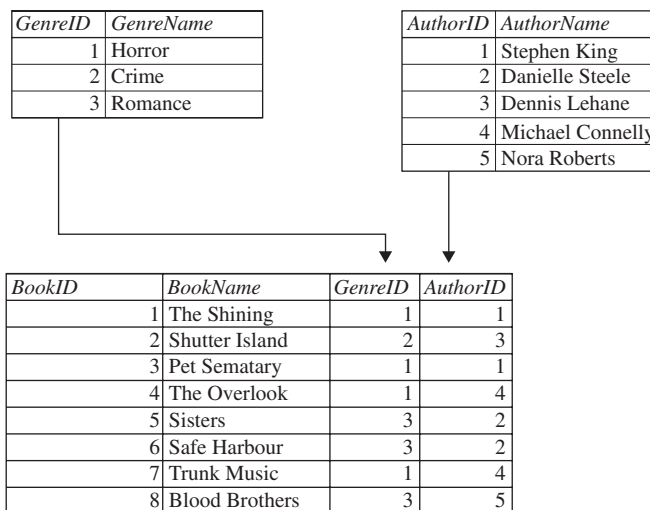 GenreID GenreName
1 Horror
2 Crime
3 Romance
AuthorID AuthorName
1 Stephen King
2 Danielle Steele
3 Dennis Lehane
4 Michael Connelly
5 Nora Roberts
BookID BookName GenreID AuthorID
1 The Shining 1 1
2 Shutter Island 2 3
3 Pet Sematary 1 1
4 The Overlook 1 4
5 Sisters 3 2
6 Safe Harbour 3 2
7 Trunk Music 1 4
8 Blood Brothers 3 5